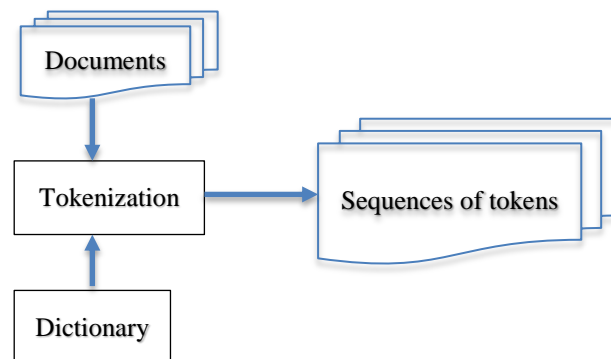 Documents
Tokenization
Sequences of tokens
Dictionary